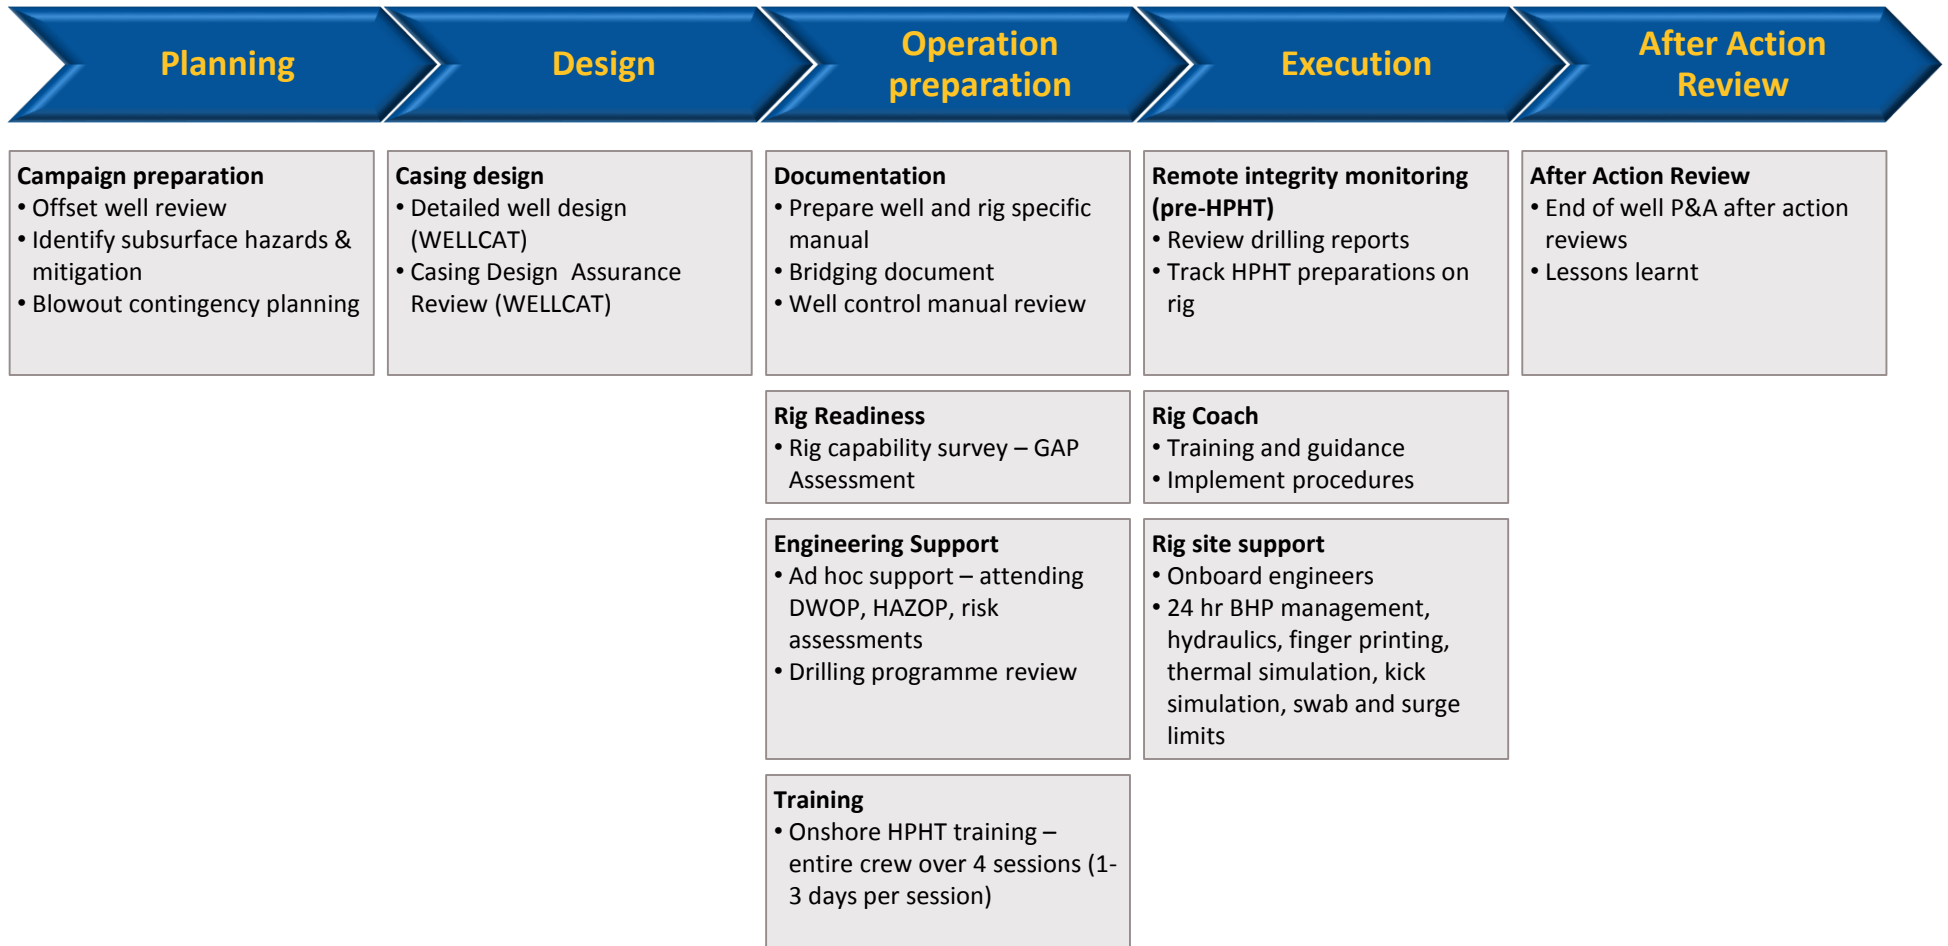 Planning
Design
Operation
preparation
Execution
After Action
Review
Campaign preparation
• Offset well review
• Identify subsurface hazards &
mitigation
• Blowout contingency planning
Casing design
• Detailed well design
(WELLCAT)
• Casing Design Assurance
Review (WELLCAT)
Documentation
• Prepare well and rig specific
manual
• Bridging document
• Well control manual review
Rig Readiness
• Rig capability survey – GAP
Assessment
Engineering Support
• Ad hoc support – attending
DWOP, HAZOP, risk
assessments
• Drilling programme review
Training
• Onshore HPHT training –
entire crew over 4 sessions (1-
3 days per session)
Remote integrity monitoring
(pre-HPHT)
• Review drilling reports
• Track HPHT preparations on
rig
Rig Coach
• Training and guidance
• Implement procedures
Rig site support
• Onboard engineers
• 24 hr BHP management,
hydraulics, finger printing,
thermal simulation, kick
simulation, swab and surge
limits
After Action Review
• End of well P&A after action
reviews
• Lessons learnt